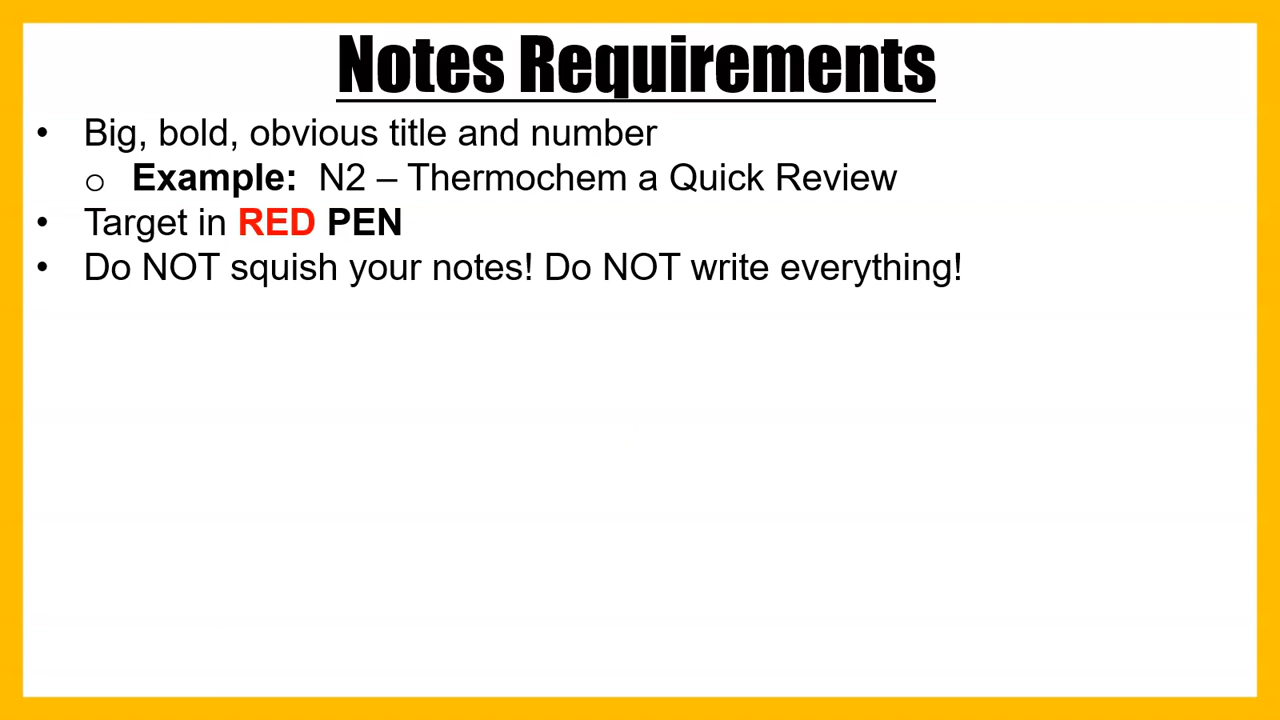 Notes Requirements
• Big, bold, obvious title and number
o Example: N2 – Thermochem a Quick Review
• Target in RED PEN
• Do NOT squish your notes! Do NOT write everything!